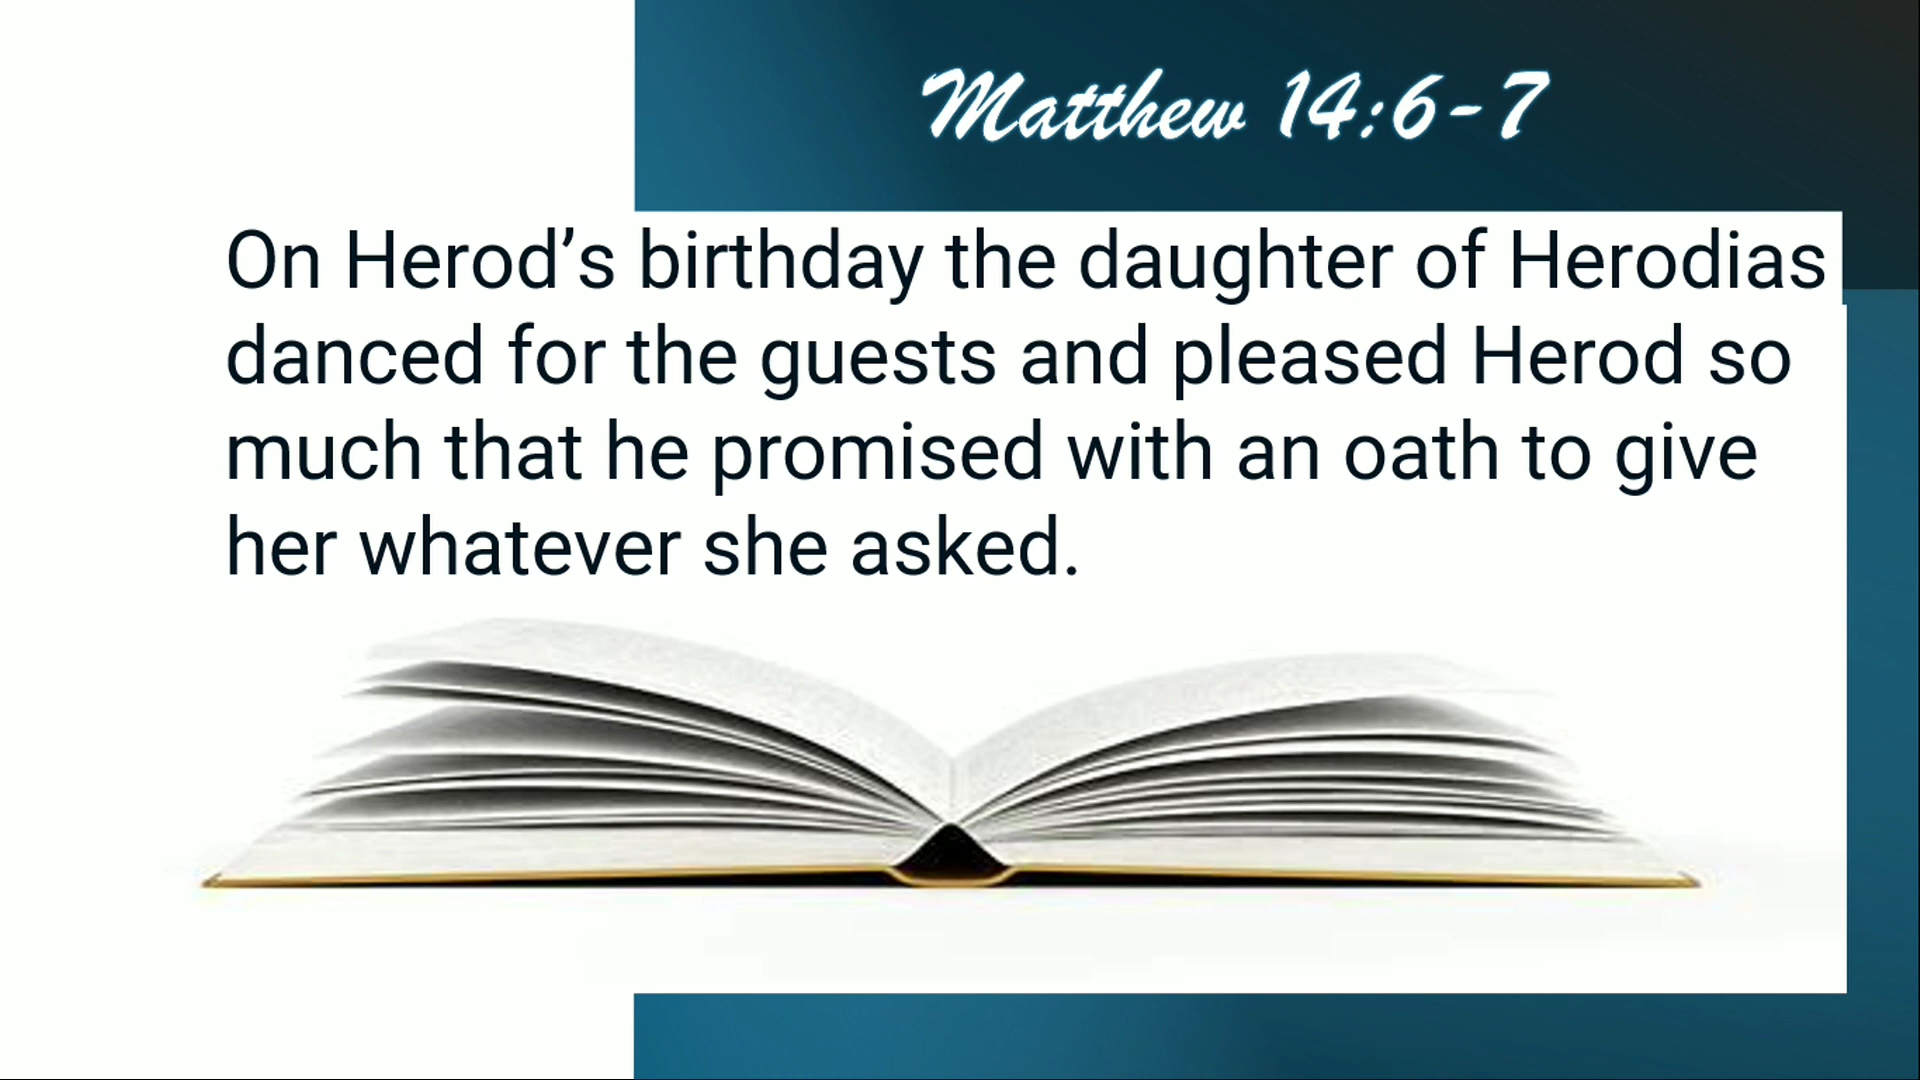 Matthew 14:6-7
On Herod’s birthday the daughter of Herodias
danced for the guests and pleased Herod so
much that he promised with an oath to give
her whatever she asked.